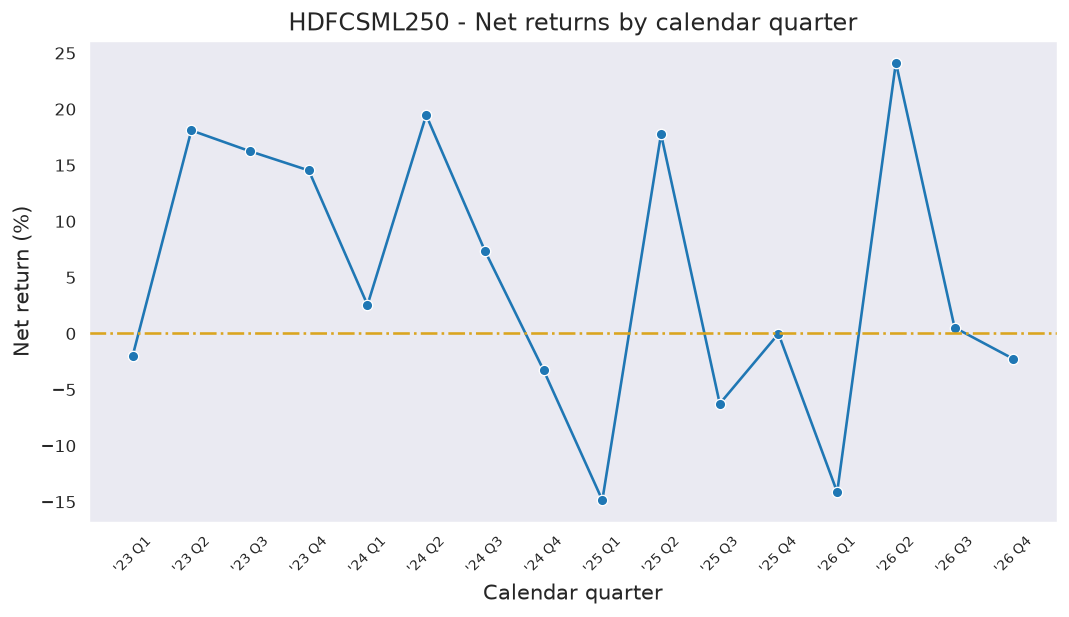 HDFCSML250 - Net returns by calendar quarter
Net return (%)
25
20
15
10
5
0
−5
−10
−15
'23 Q1
'23 Q2
'23 Q3
'23 Q4
'24 Q1
'24 Q2
'24 Q3
'24 Q4
'25 Q1
'25 Q2
'25 Q3
'25 Q4
'26 Q1
'26 Q2
'26 Q3
'26 Q4
Calendar quarter